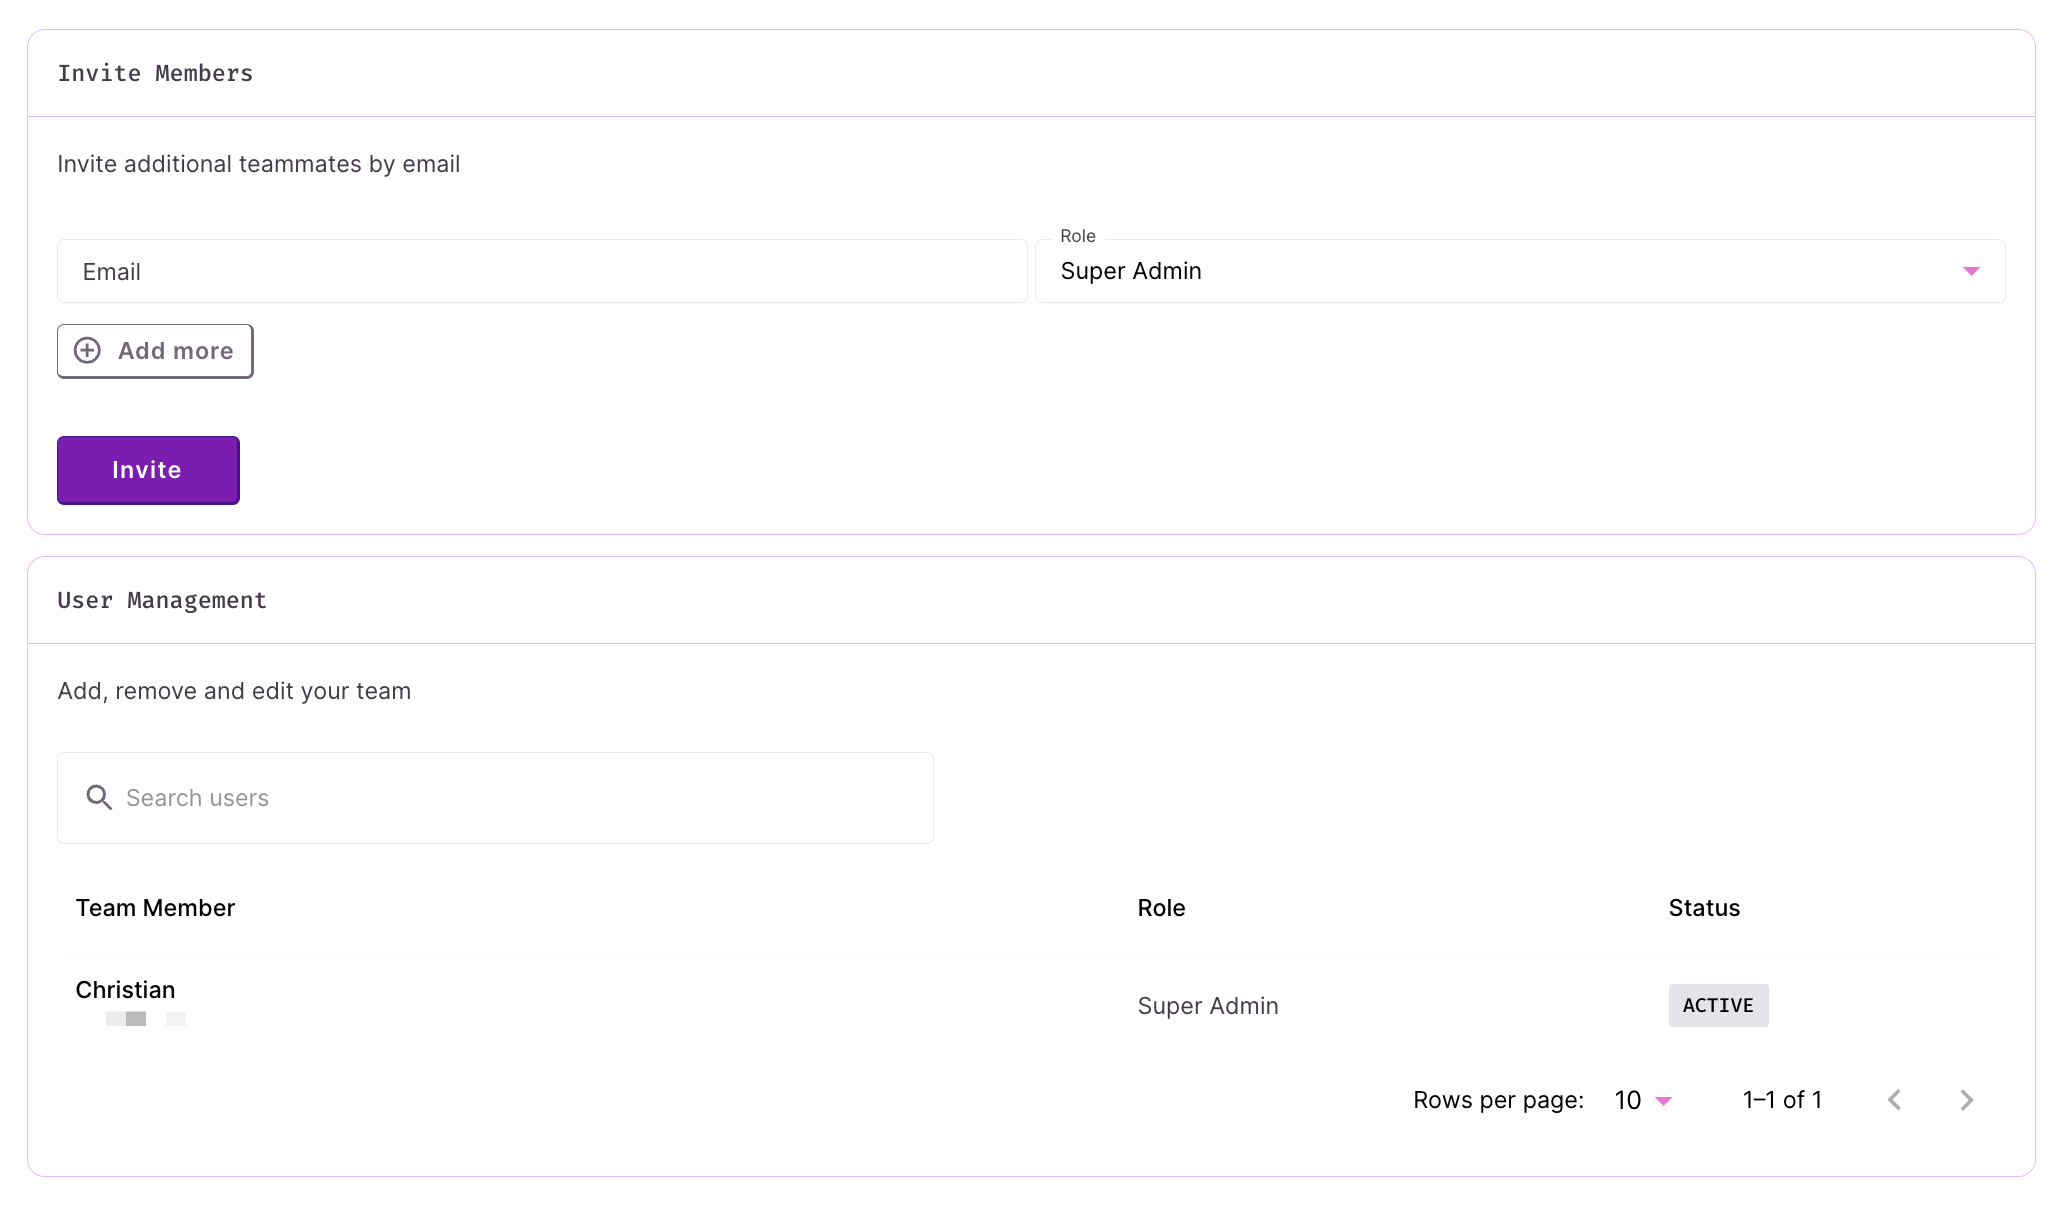 Invite Members
Invite additional teammates by email
Role
Email
Super Admin
Add more
Invite
User Management
Add, remove and edit your team
Search users
Team Member Role Status
Christian
Super Admin
ACTIVE
Rows per page: 10 1–1 of 1